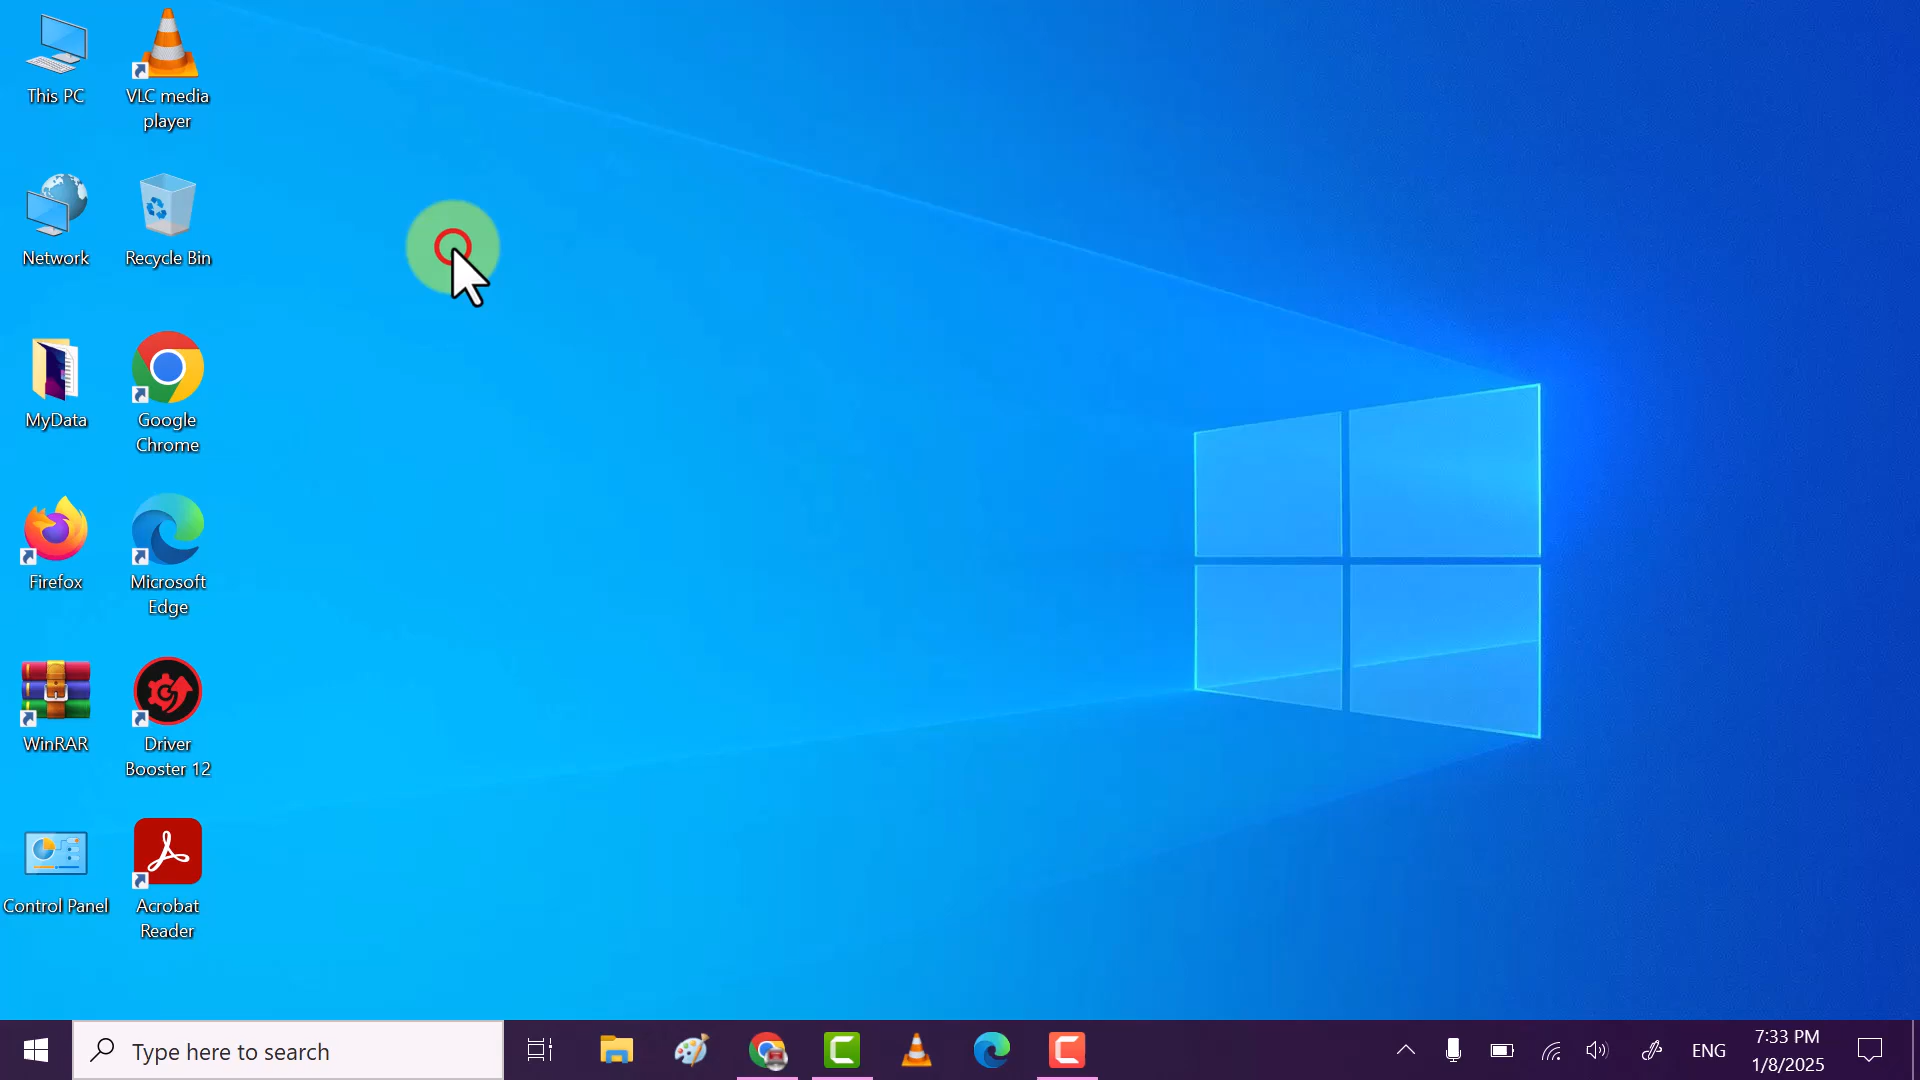 This PC
VLC media
player
Network
Recycle Bin
MyData
Google
Chrome
Firefox
Microsoft
Edge
WinRAR
Driver
Booster 12
Control Panel
Acrobat
Reader
Type here to search
ENG
7:33 PM
1/8/2025